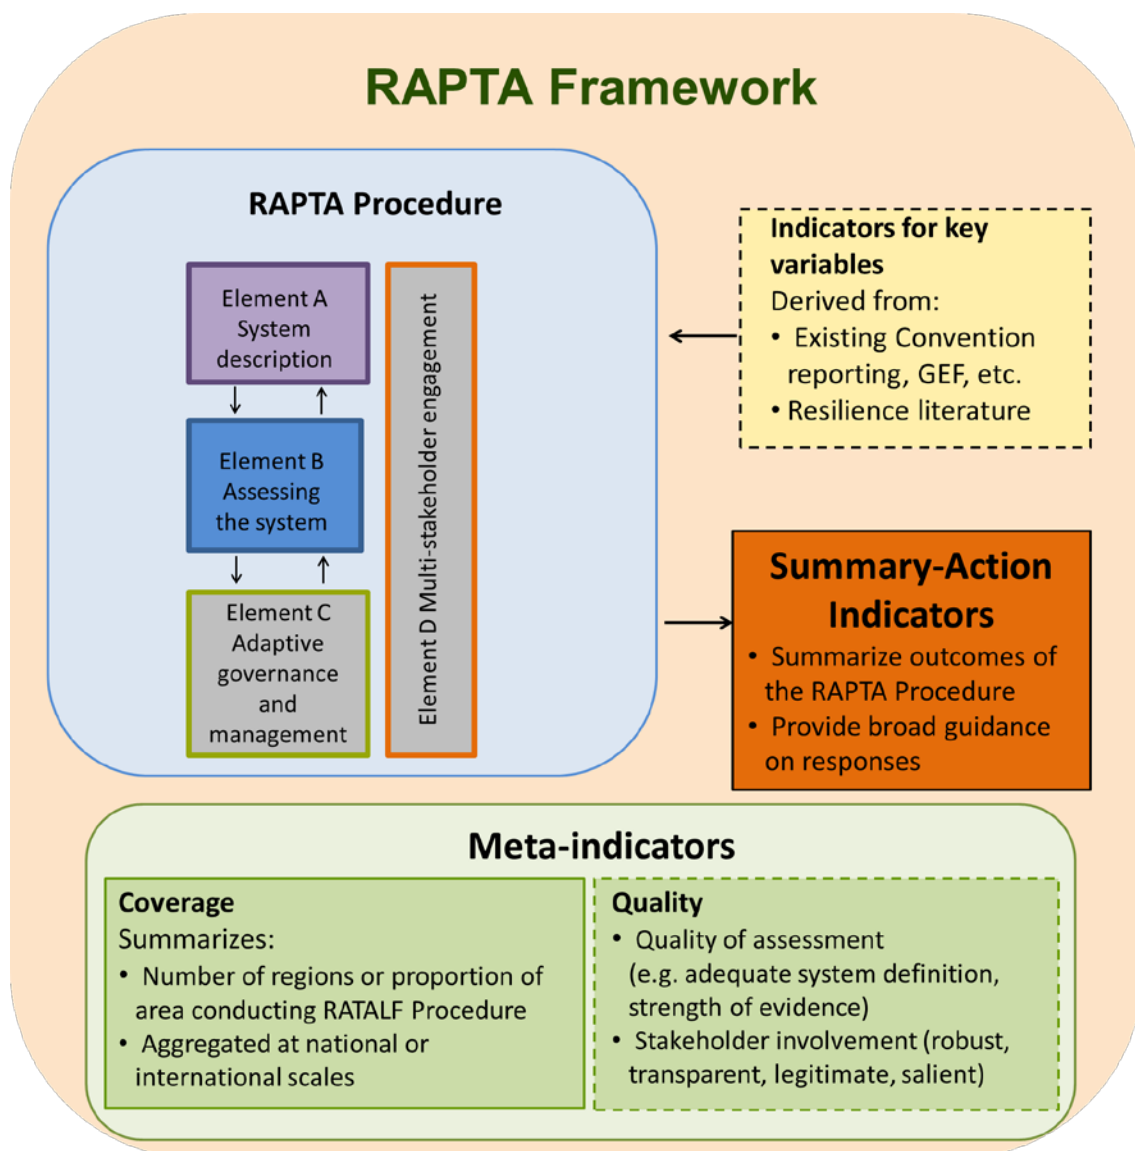 RAPTA Framework
RAPTA Procedure
Element A
System
description
Element B
Assessing
the system
Element C
Adaptive
governance
and
management
Element D Multi-stakeholder engagement
Indicators for key
variables
Derived from:
• Existing Convention
reporting, GEF, etc.
• Resilience literature
Summary-Action
Indicators
• Summarize outcomes of
the RAPTA Procedure
• Provide broad guidance
on responses
Meta-indicators
Coverage
Summarizes:
• Number of regions or proportion of
area conducting RATALF Procedure
• Aggregated at national or
international scales
Quality
• Quality of assessment
(e.g. adequate system definition,
strength of evidence)
• Stakeholder involvement (robust,
transparent, legitimate, salient)